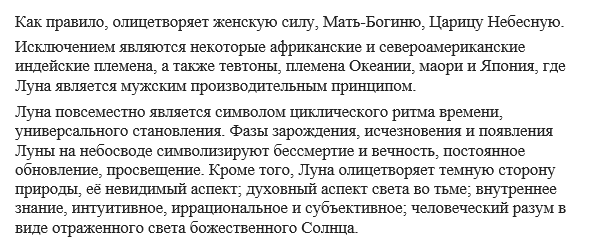 Как правило, олицетворяет женскую силу, Мать-Богиню, Царицу Небесную.
Исключением являются некоторые африканские и североамериканские
индейские племена, а также тевтоны, племена Океании, маори и Япония, где
Луна является мужским производительным принципом.
Луна повсеместно является символом циклического ритма времени,
универсального становления. Фазы зарождения, исчезновения и появления
Луны на небосводе символизируют бессмертие и вечность, постоянное
обновление, просвещение. Кроме того, Луна олицетворяет темную сторону
природы, её невидимый аспект; духовный аспект света во тьме; внутреннее
знание, интуитивное, иррациональное и субъективное; человеческий разум в
виде отраженного света божественного Солнца.